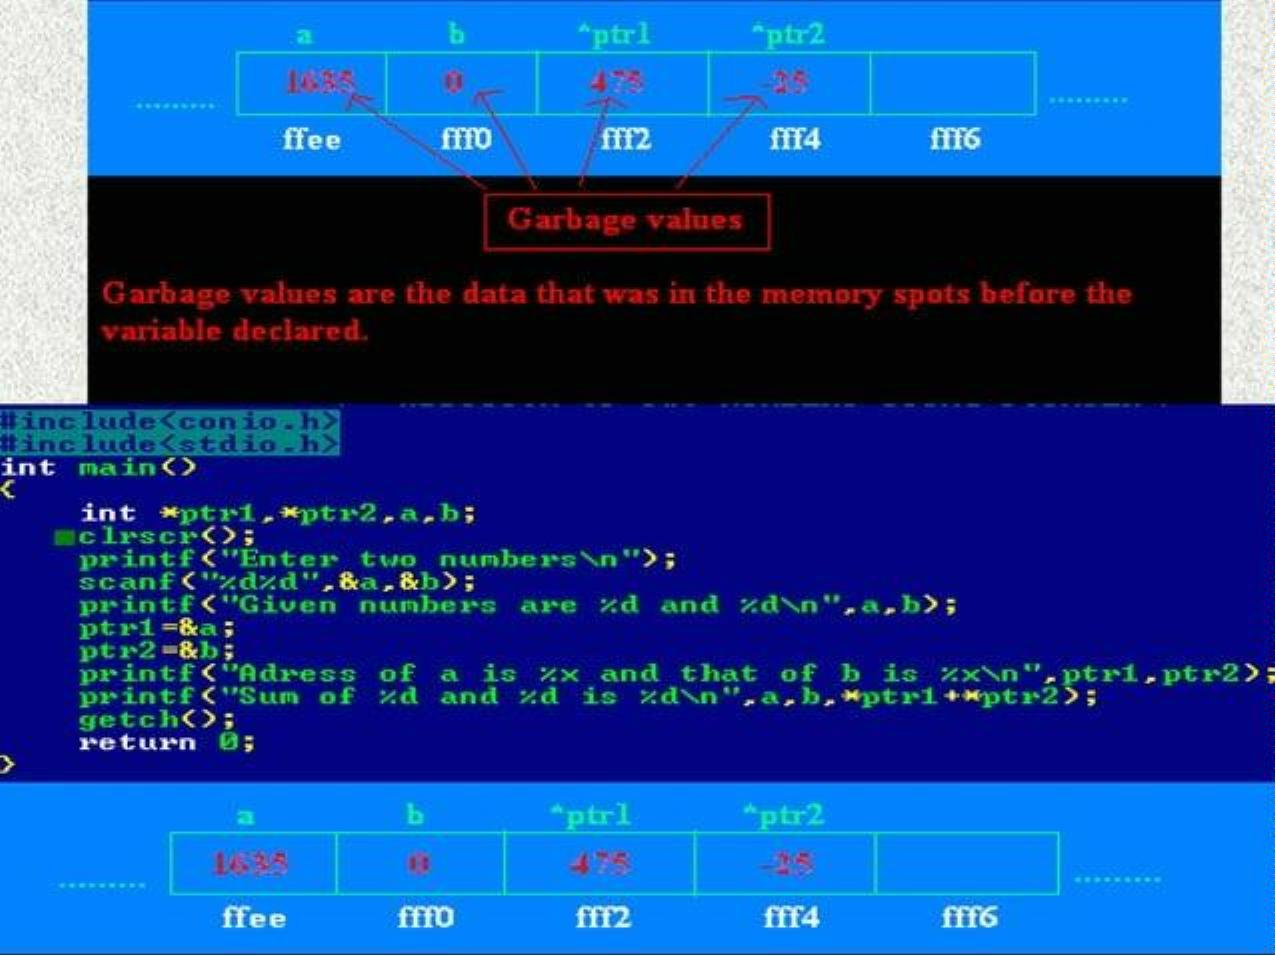 a b ^ptr1 ^ptr2
......... 1635 0 475 -25 .........
ffee fff0 fff2 fff4 fff6
Garbage values
Garbage values are the data that was in the memory spots before the
variable declared.
#include<conio.h>
#include<stdio.h>
int main()
{
int *ptr1,*ptr2,a,b;
clrscr();
printf("Enter two numbers\n");
scanf("%d%d",&a,&b);
printf("Given numbers are %d and %d\n",a,b);
ptr1=&a;
ptr2=&b;
printf("Adress of a is %x and that of b is %x\n",ptr1,ptr2);
printf("Sum of %d and %d is %d\n",a,b,*ptr1+*ptr2);
getch();
return 0;
}
a b ^ptr1 ^ptr2
......... 1635 0 475 -25 .........
ffee fff0 fff2 fff4 fff6